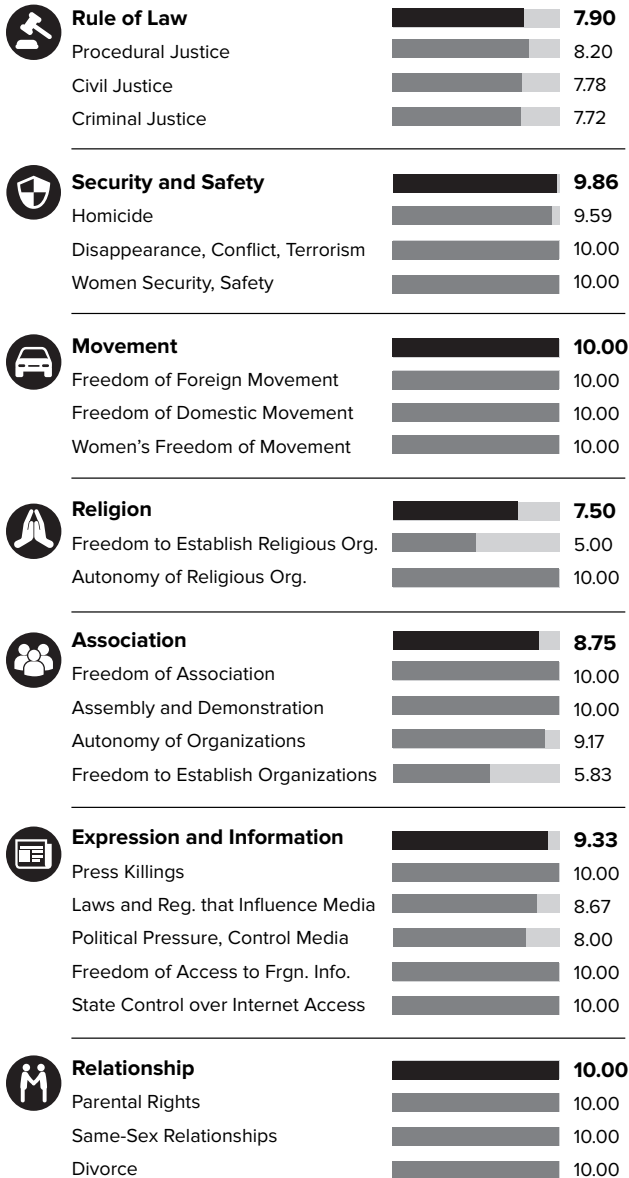 Rule of Law 7.90
Procedural Justice 8.20
Civil Justice 7.78
Criminal Justice 7.72
Security and Safety 9.86
Homicide 9.59
Disappearance, Conflict, Terrorism 10.00
Women Security, Safety 10.00
Movement 10.00
Freedom of Foreign Movement 10.00
Freedom of Domestic Movement 10.00
Women’s Freedom of Movement 10.00
Religion 7.50
Freedom to Establish Religious Org. 5.00
Autonomy of Religious Org. 10.00
Association 8.75
Freedom of Association 10.00
Assembly and Demonstration 10.00
Autonomy of Organizations 9.17
Freedom to Establish Organizations 5.83
Expression and Information 9.33
Press Killings 10.00
Laws and Reg. that Influence Media 8.67
Political Pressure, Control Media 8.00
Freedom of Access to Frgn. Info. 10.00
State Control over Internet Access 10.00
Relationship 10.00
Parental Rights 10.00
Same-Sex Relationships 10.00
Divorce 10.00